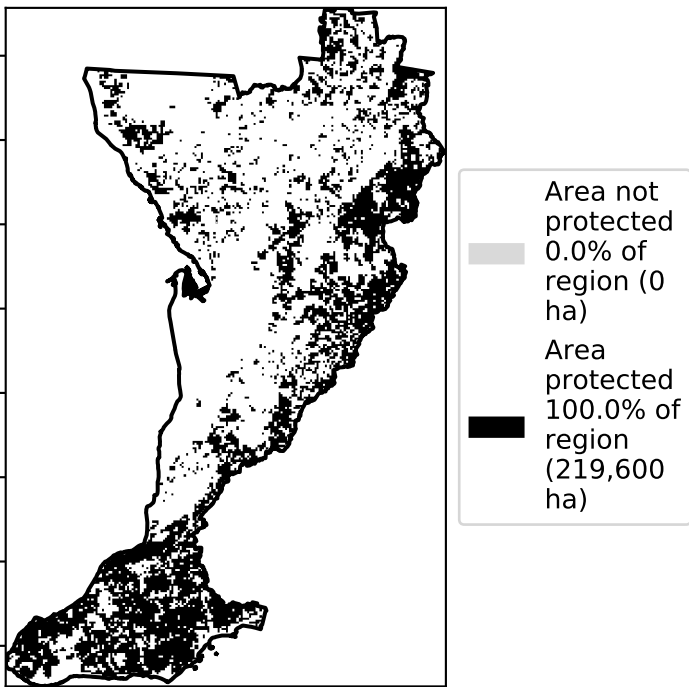 Area not
protected
0.0% of
region (0
ha)
Area
protected
100.0% of
region
(219,600
ha)